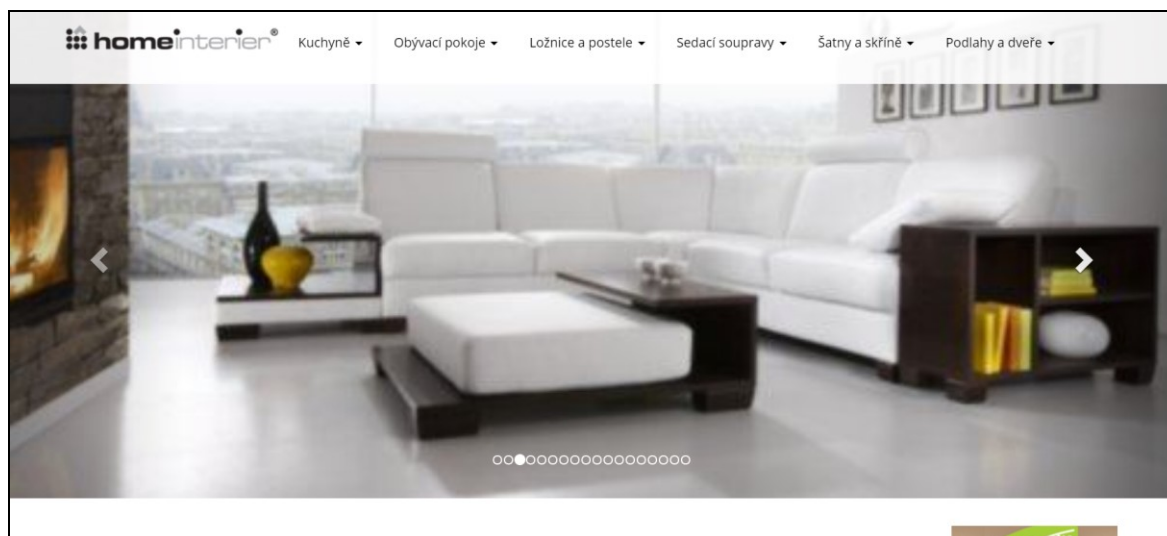 homeinterier®
Kuchyně
Obývací pokoje
Ložnice a postele
Sedací soupravy
Šatny a skříně
Podlahy a dveře